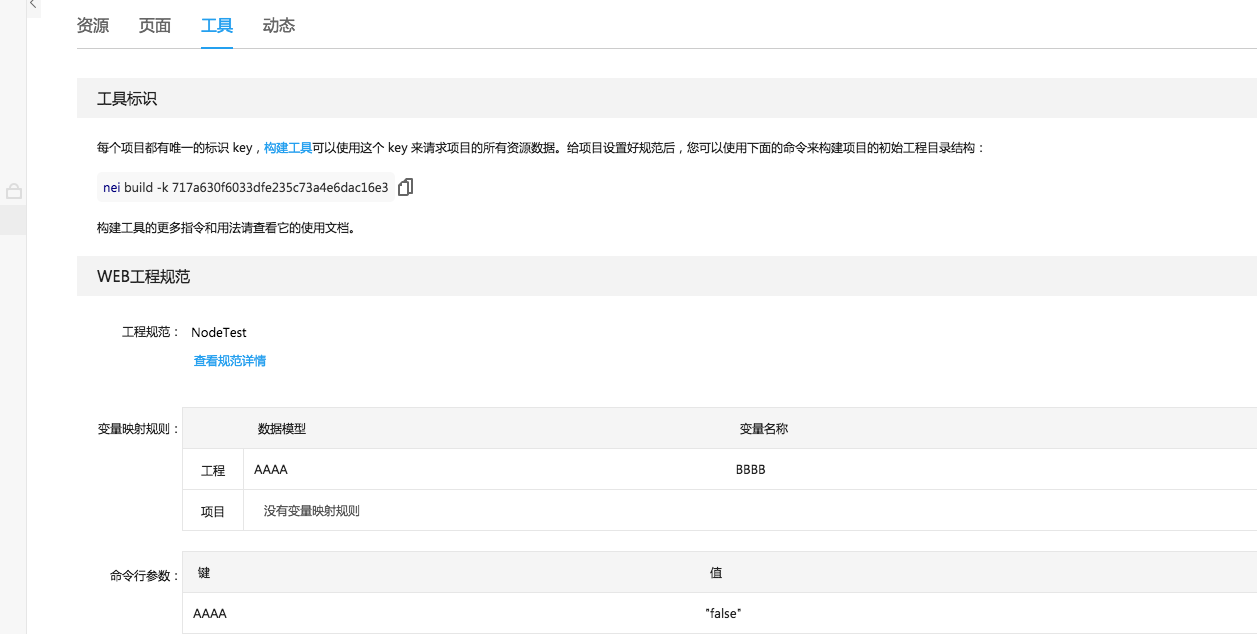 资源 页面 工具 动态
工具标识
每个项目都有唯一的标识 key，构建工具可以使用这个 key 来请求项目的所有资源数据。给项目设置好规范后，您可以使用下面的命令来构建项目的初始工程目录结构：
nei build -k 717a630f6033dfe235c73a4e6dac16e3
构建工具的更多指令和用法请查看它的使用文档。
WEB工程规范
工程规范： NodeTest
查看规范详情
变量映射规则： 数据模型 变量名称
工程 AAAA BBBB
项目 没有变量映射规则
命令行参数： 键 值
AAAA "false"